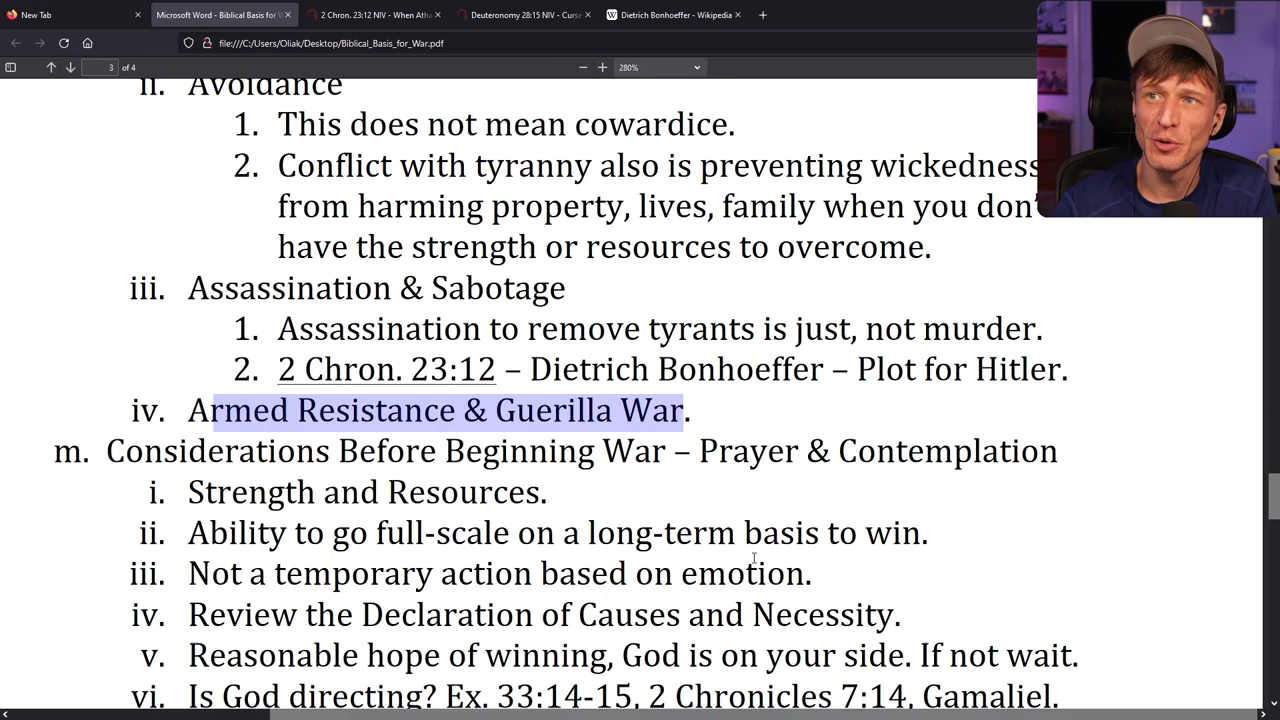 New Tab
Microsoft Word - Biblical Basis for W
2 Chron. 23:12 NIV - When Atha
Deuteronomy 28:15 NIV - Curse
Dietrich Bonhoeffer - Wikipedia
file:///C:/Users/Oliak/Desktop/Biblical_Basis_for_War.pdf
3 of 4
280%
ii. Avoidance
1. This does not mean cowardice.
2. Conflict with tyranny also is preventing wickedness
from harming property, lives, family when you don'
have the strength or resources to overcome.
iii. Assassination & Sabotage
1. Assassination to remove tyrants is just, not murder.
2. 2 Chron. 23:12 – Dietrich Bonhoeffer – Plot for Hitler.
iv. Armed Resistance & Guerilla War.
m. Considerations Before Beginning War – Prayer & Contemplation
i. Strength and Resources.
ii. Ability to go full-scale on a long-term basis to win.
iii. Not a temporary action based on emotion.
iv. Review the Declaration of Causes and Necessity.
v. Reasonable hope of winning, God is on your side. If not wait.
vi. Is God directing? Ex. 33:14-15, 2 Chronicles 7:14, Gamaliel.